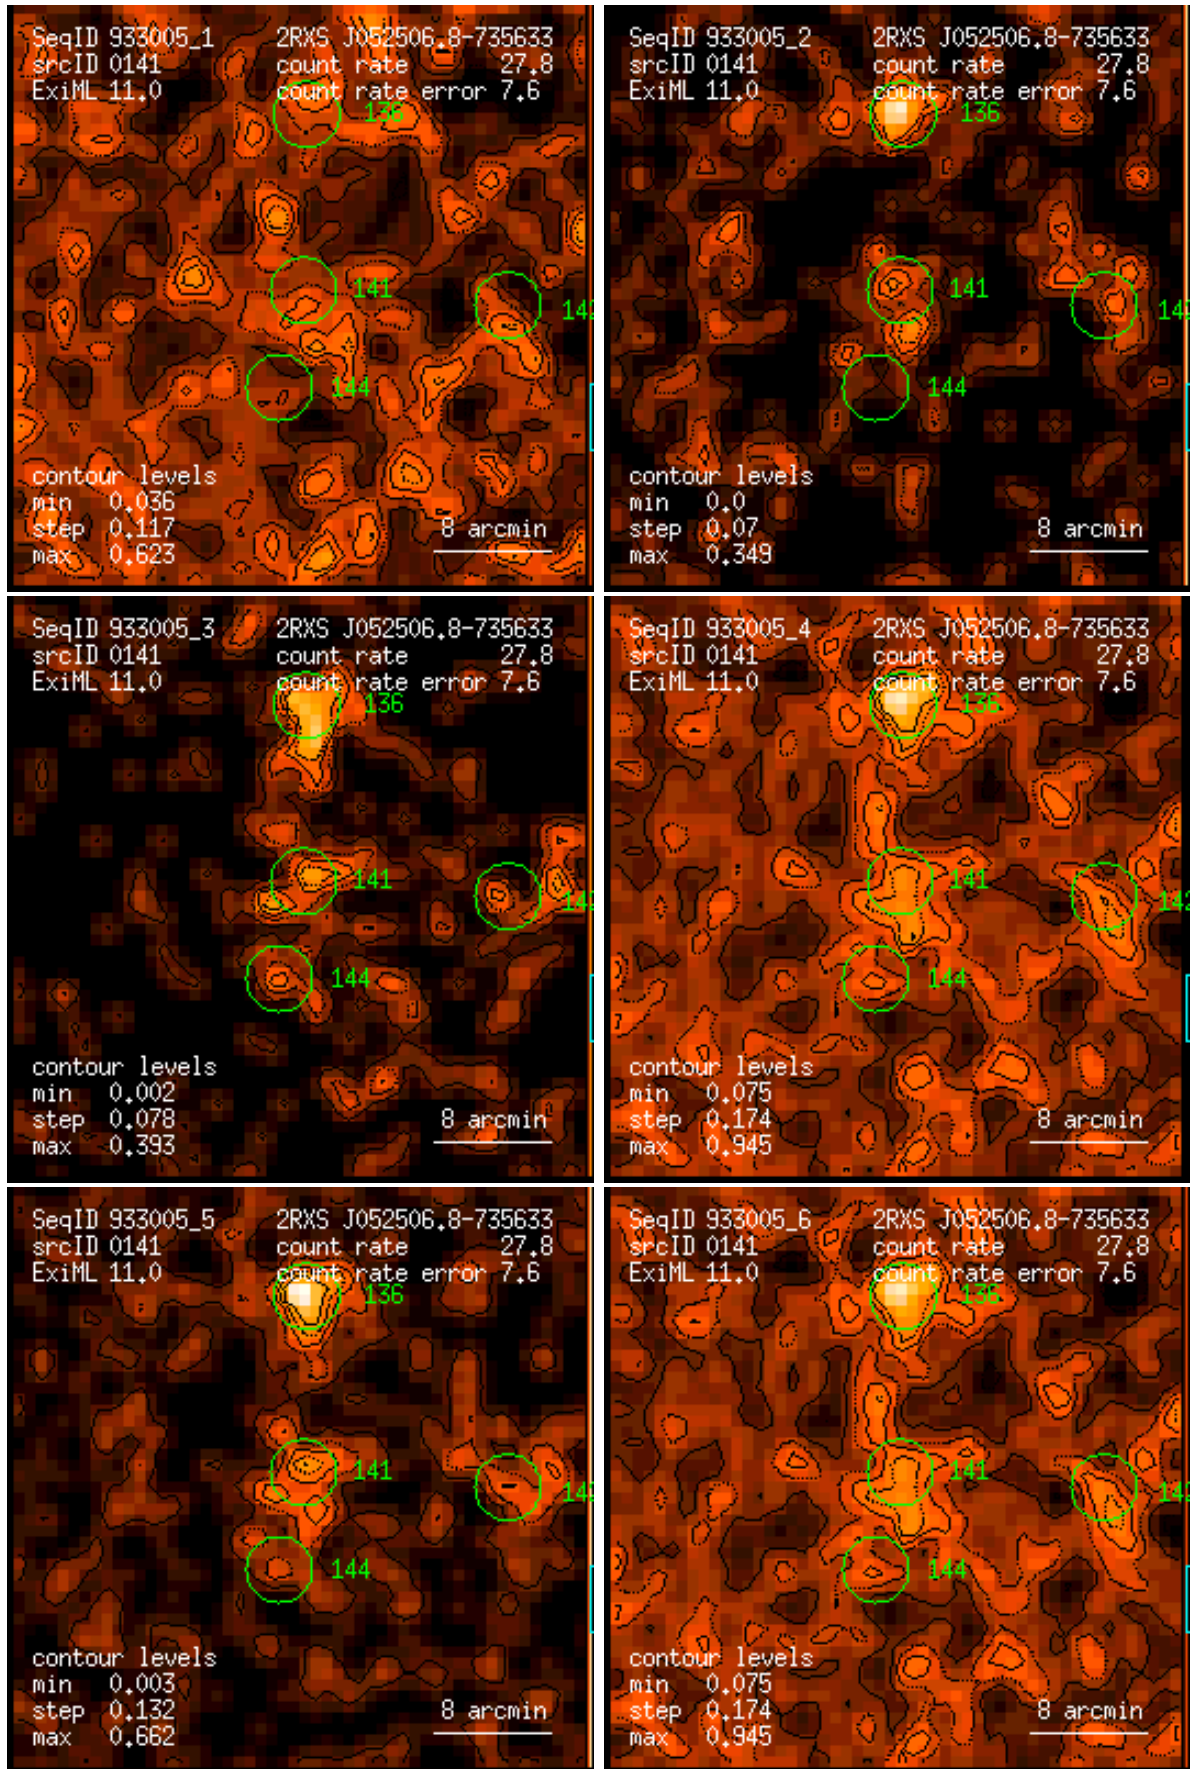 SeqID 933005_1 2RXS J052506.8-735633
srcID 0141 count rate 27.8
ExiML 11.0 count rate error 7.6
136
141
142
144
contour levels
min 0.036
step 0.117 8 arcmin
max 0.623
SeqID 933005_2 2RXS J052506.8-735633
srcID 0141 count rate 27.8
ExiML 11.0 count rate error 7.6
136
141
142
144
contour levels
min 0.0
step 0.07 8 arcmin
max 0.349
SeqID 933005_3 2RXS J052506.8-735633
srcID 0141 count rate 27.8
ExiML 11.0 count rate error 7.6
136
141
142
144
contour levels
min 0.002
step 0.078 8 arcmin
max 0.393
SeqID 933005_4 2RXS J052506.8-735633
srcID 0141 count rate 27.8
ExiML 11.0 count rate error 7.6
136
141
142
144
contour levels
min 0.075
step 0.174 8 arcmin
max 0.945
SeqID 933005_5 2RXS J052506.8-735633
srcID 0141 count rate 27.8
ExiML 11.0 count rate error 7.6
136
141
142
144
contour levels
min 0.003
step 0.132 8 arcmin
max 0.662
SeqID 933005_6 2RXS J052506.8-735633
srcID 0141 count rate 27.8
ExiML 11.0 count rate error 7.6
136
141
142
144
contour levels
min 0.075
step 0.174 8 arcmin
max 0.945